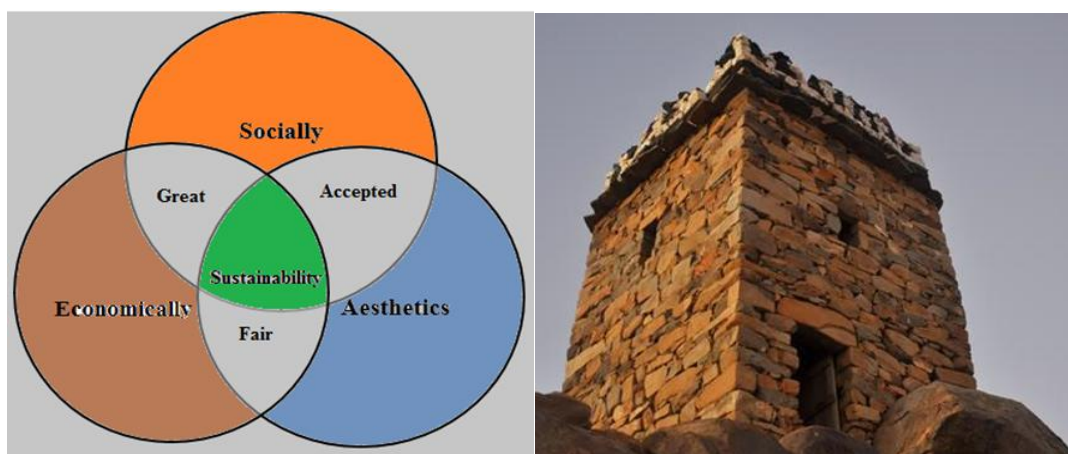 Socially
Great
Accepted
Sustainability
Economically
Aesthetics
Fair